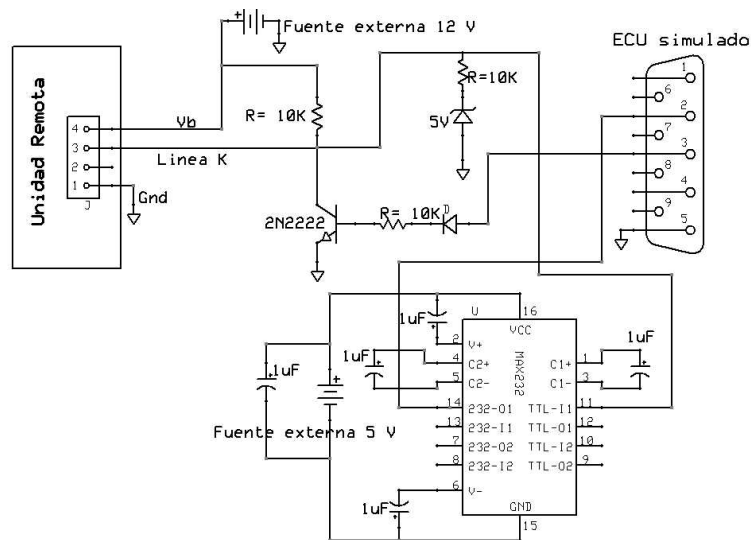 Fuente externa 12 V
ECU simulado
Unidad Remota
4
3
2
1
J
Vb
Linea K
Gnd
R= 10K
R=10K
5V
2N2222
R= 10K
D
1
6
2
7
3
8
4
9
5
1uF
U
16
VCC
MAX232
2
V+
4
C2+
5
C2-
14
232-O1
13
232-I1
7
232-O2
8
232-I2
6
V-
C1+
1
C1-
3
TTL-I1
11
TTL-O1
12
TTL-I2
10
TTL-O2
9
GND
15
1uF
1uF
1uF
1uF
Fuente externa 5 V